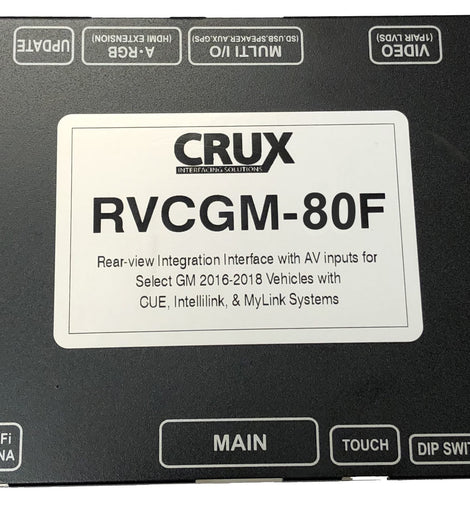 UPDATE
A-RGB
(HDMI EXTENSION)
MULTI I/O
(SD.USB.SPEAKER.AUX.GPS)
VIDEO
(1PAIR LVDS)
CRUX
INTERFACING SOLUTIONS
RVCGM-80F
Rear-view Integration Interface with AV inputs for
Select GM 2016-2018 Vehicles with
CUE, Intellilink, & MyLink Systems
Fi
NA
MAIN
TOUCH
DIP SWIT